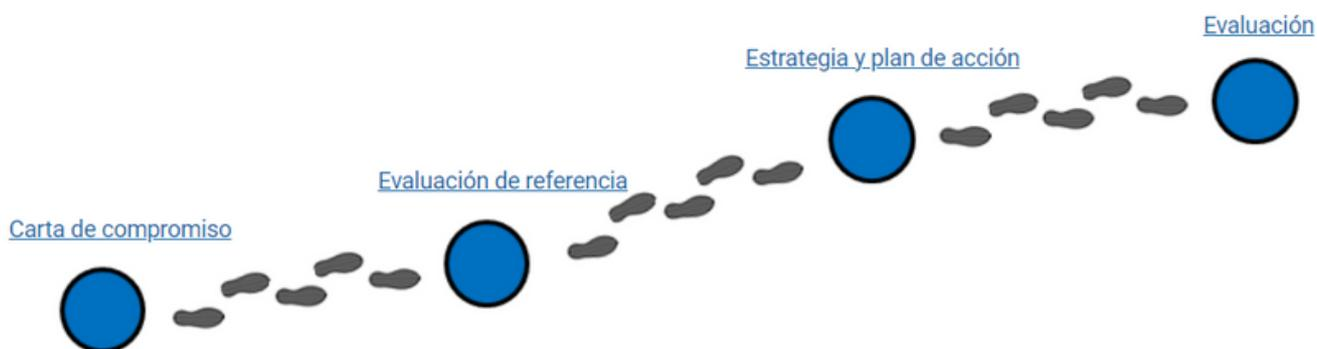 Carta de compromiso
Evaluación de referencia
Estrategia y plan de acción
Evaluación